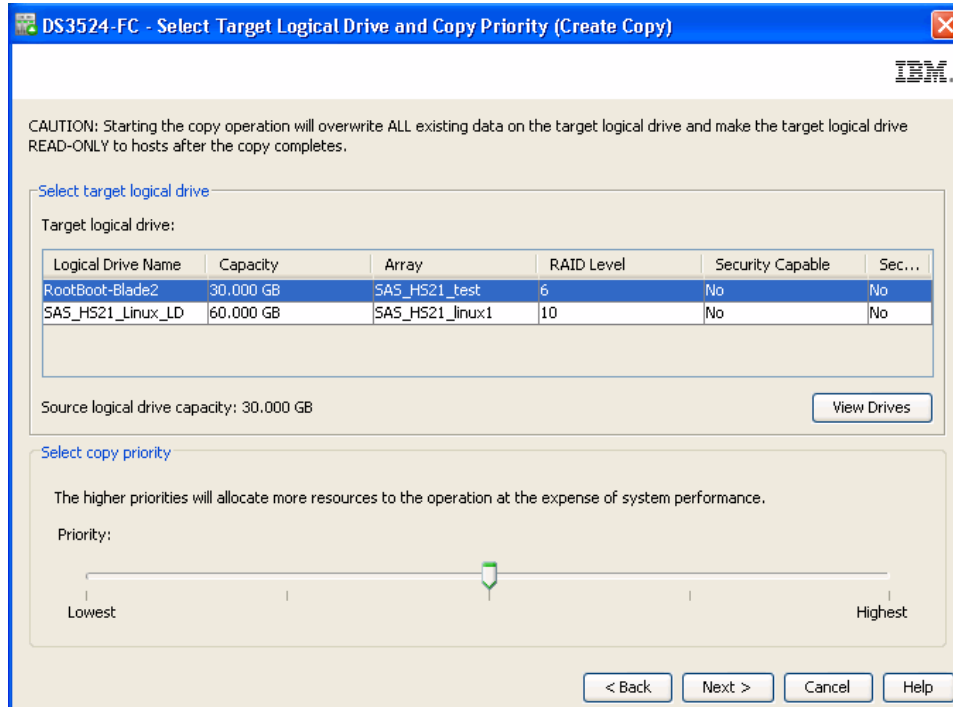 DS3524-FC - Select Target Logical Drive and Copy Priority (Create Copy)
IBM.
CAUTION: Starting the copy operation will overwrite ALL existing data on the target logical drive and make the target logical drive
READ-ONLY to hosts after the copy completes.
Select target logical drive
Target logical drive:
Logical Drive Name Capacity Array RAID Level Security Capable Sec...
RootBoot-Blade2 30.000 GB SAS_HS21_test 6 No No
SAS_HS21_Linux_LD 60.000 GB SAS_HS21_linux1 10 No No
Source logical drive capacity: 30.000 GB View Drives
Select copy priority
The higher priorities will allocate more resources to the operation at the expense of system performance.
Priority:
Lowest Highest
< Back Next > Cancel Help